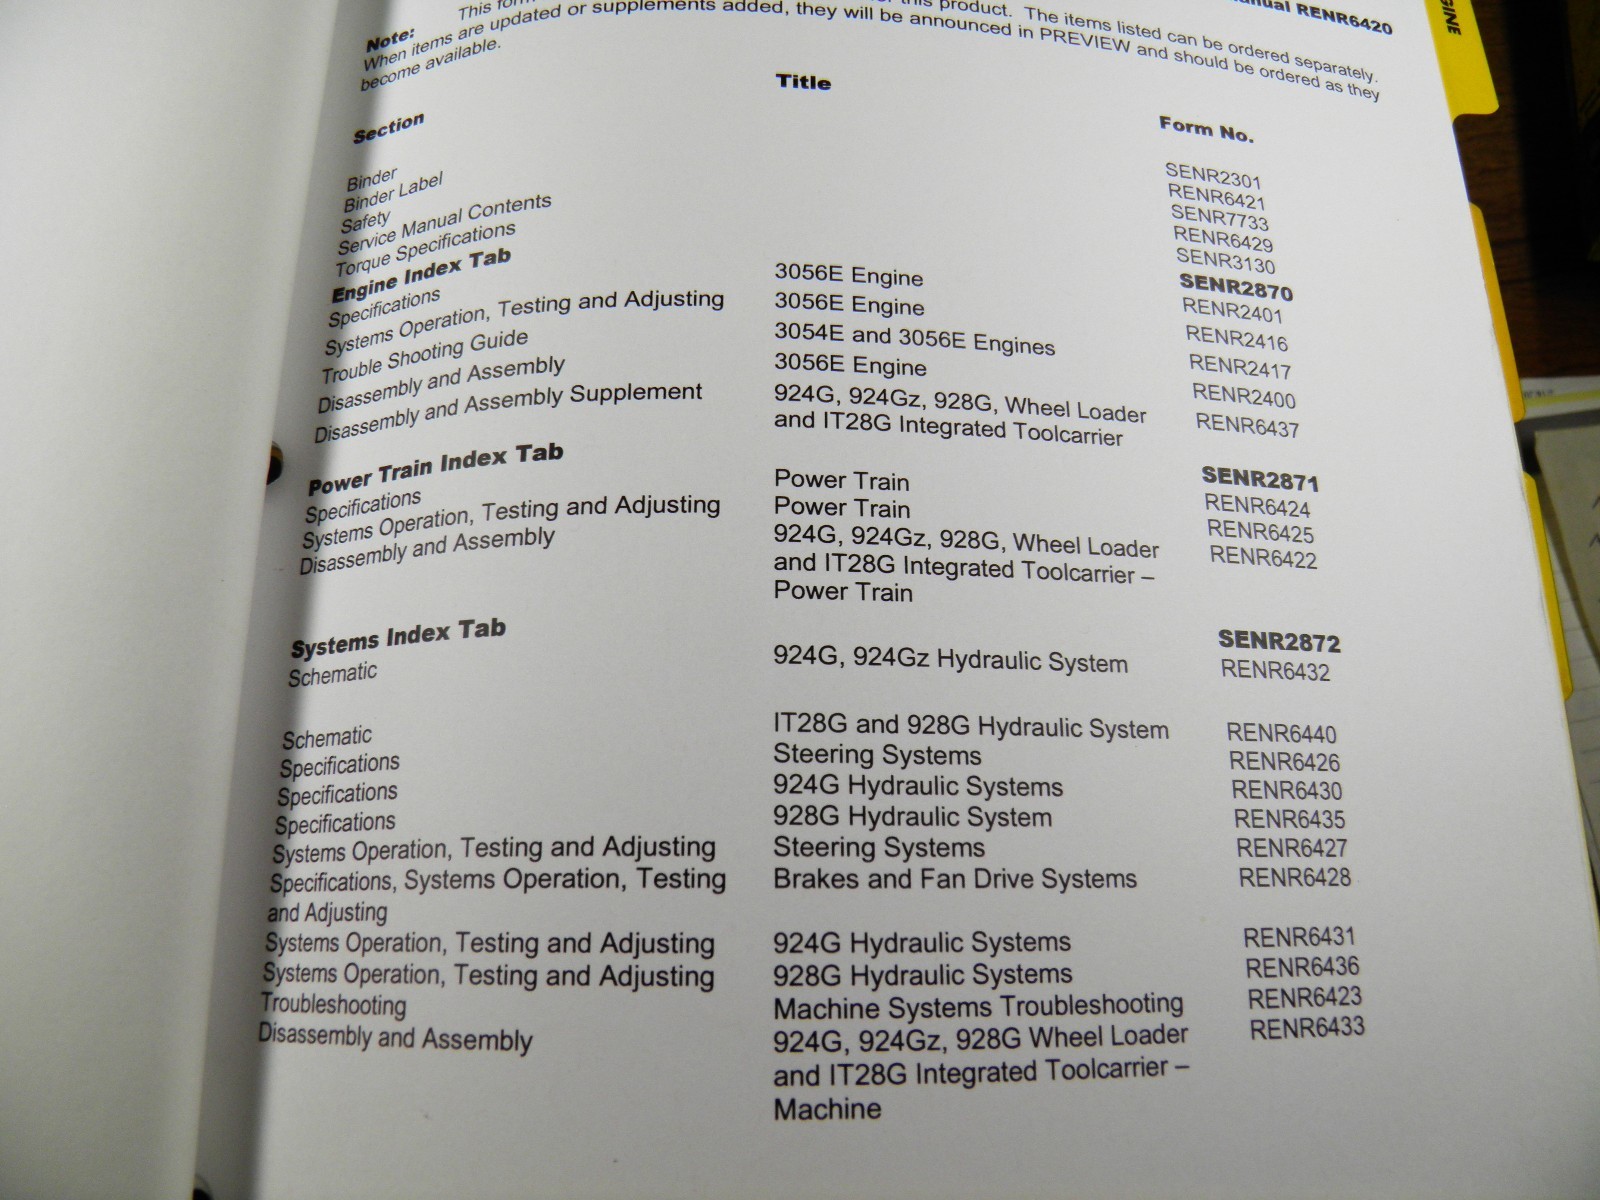 Manual RENR6420
Note: This form this product. The items listed can be ordered separately.
When items are updated or supplements added, they will be announced in PREVIEW and should be ordered as they
become available.
Section Title Form No.
Binder SENR2301
Binder Label RENR6421
Safety SENR7733
Service Manual Contents RENR6429
Torque Specifications SENR3130
Engine Index Tab SENR2870
Specifications 3056E Engine RENR2401
Systems Operation, Testing and Adjusting 3056E Engine RENR2416
Trouble Shooting Guide 3054E and 3056E Engines RENR2417
Disassembly and Assembly 3056E Engine RENR2400
Disassembly and Assembly Supplement 924G, 924Gz, 928G, Wheel Loader RENR6437
and IT28G Integrated Toolcarrier
Power Train Index Tab SENR2871
Specifications Power Train RENR6424
Systems Operation, Testing and Adjusting Power Train RENR6425
Disassembly and Assembly 924G, 924Gz, 928G, Wheel Loader RENR6422
and IT28G Integrated Toolcarrier –
Power Train
Systems Index Tab SENR2872
Schematic 924G, 924Gz Hydraulic System RENR6432
Schematic IT28G and 928G Hydraulic System RENR6440
Specifications Steering Systems RENR6426
Specifications 924G Hydraulic Systems RENR6430
Specifications 928G Hydraulic System RENR6435
Systems Operation, Testing and Adjusting Steering Systems RENR6427
Specifications, Systems Operation, Testing Brakes and Fan Drive Systems RENR6428
and Adjusting
Systems Operation, Testing and Adjusting 924G Hydraulic Systems RENR6431
Systems Operation, Testing and Adjusting 928G Hydraulic Systems RENR6436
Troubleshooting Machine Systems Troubleshooting RENR6423
Disassembly and Assembly 924G, 924Gz, 928G Wheel Loader RENR6433
and IT28G Integrated Toolcarrier –
Machine